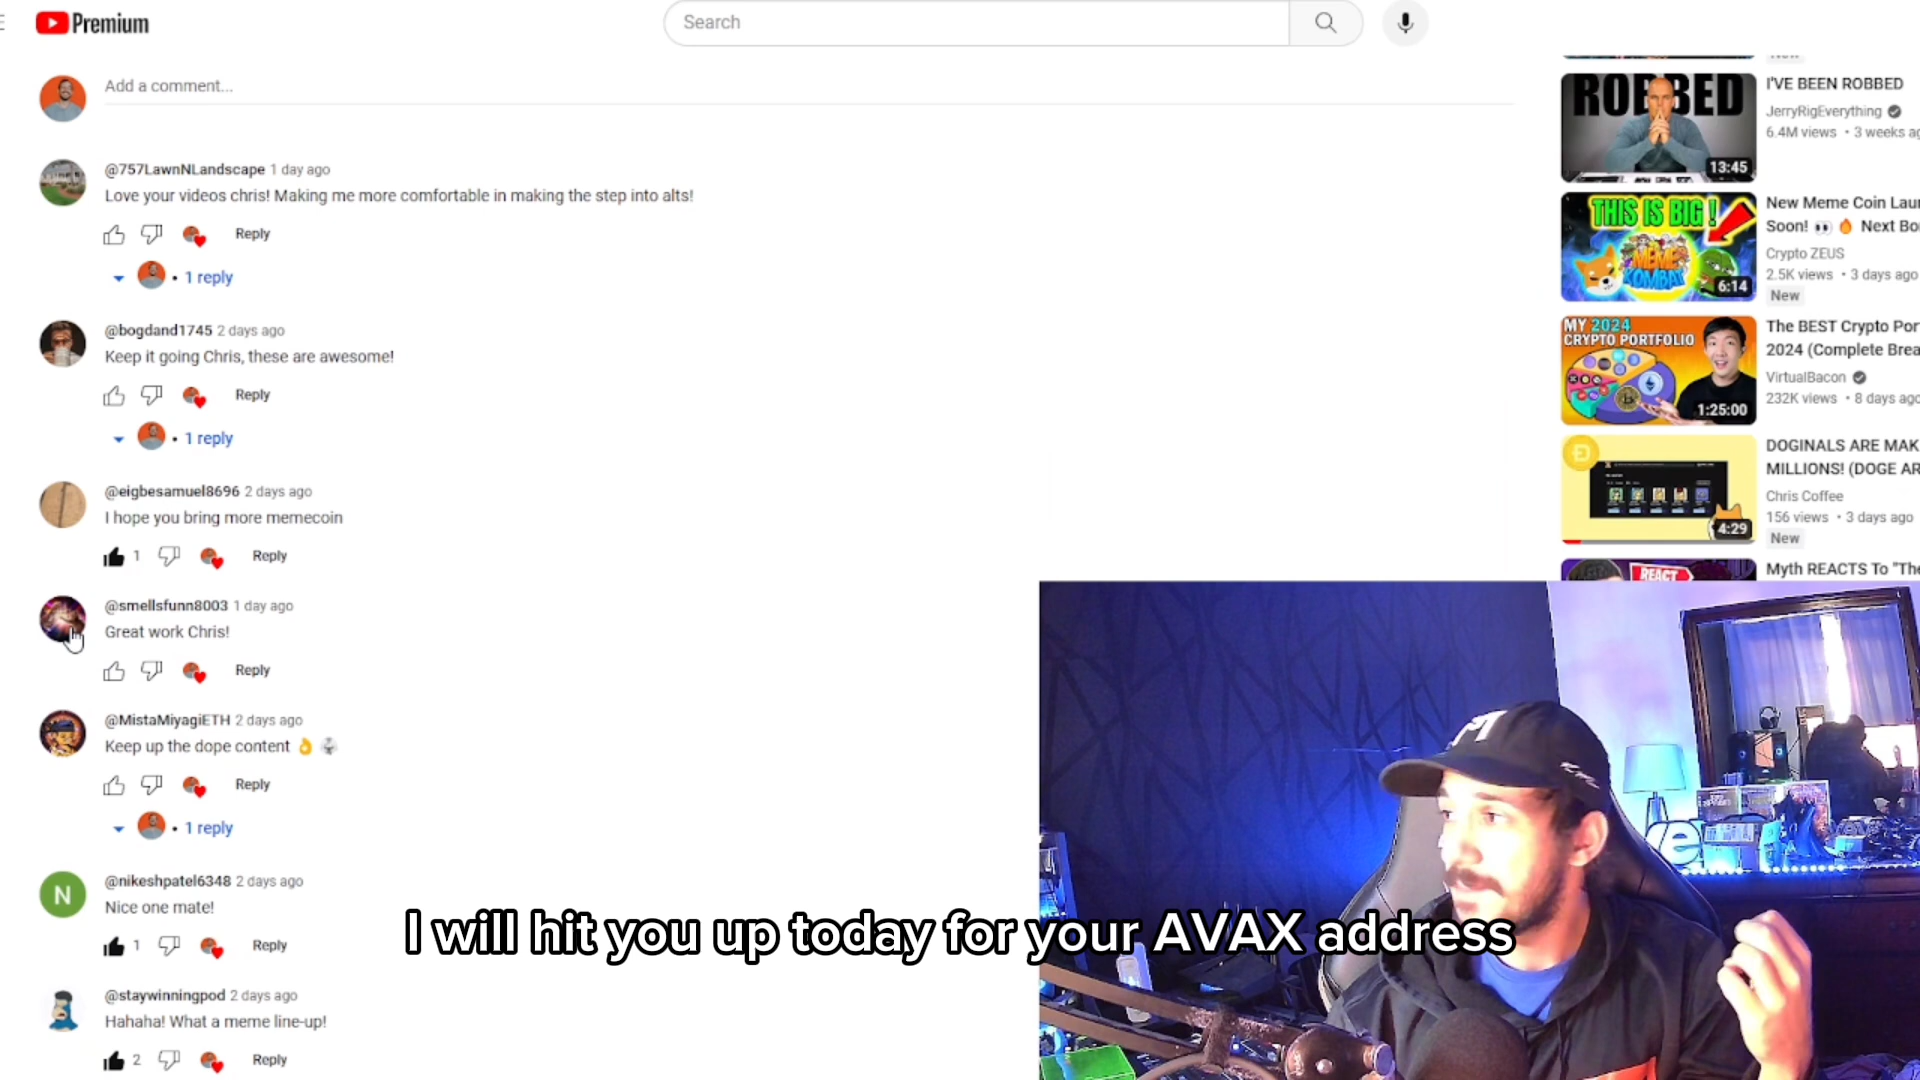 Premium
Search
Add a comment...
@757LawnNLandscape 1 day ago
Love your videos chris! Making me more comfortable in making the step into alts!
Reply
1 reply
@bogdand1745 2 days ago
Keep it going Chris, these are awesome!
Reply
1 reply
@eigbesamuel8696 2 days ago
I hope you bring more memecoin
1 Reply
@smellsfunn8003 1 day ago
Great work Chris!
Reply
@MistaMiyagiETH 2 days ago
Keep up the dope content 👌
Reply
1 reply
N
@nikeshpatel6348 2 days ago
Nice one mate!
1 Reply
@staywinningpod 2 days ago
Hahaha! What a meme line-up!
2 Reply
ROBBED
13:45
I'VE BEEN ROBBED
JerryRigEverything
6.4M views • 3 weeks
THIS IS BIG!
MEME
KOMBAT
6:14
New Meme Coin
Soon! 👀 🔥 Next
Crypto ZEUS
2.5K views • 3 days ago
New
MY 2024
CRYPTO PORTFOLIO
1:25:00
The BEST Crypto
2024 (Complete
VirtualBacon
232K views • 8 days
4:29
DOGINALS ARE
MILLIONS! (DOGE
Chris Coffee
156 views • 3 days ago
New
REACT
Myth REACTS To
I will hit you up today for your AVAX address